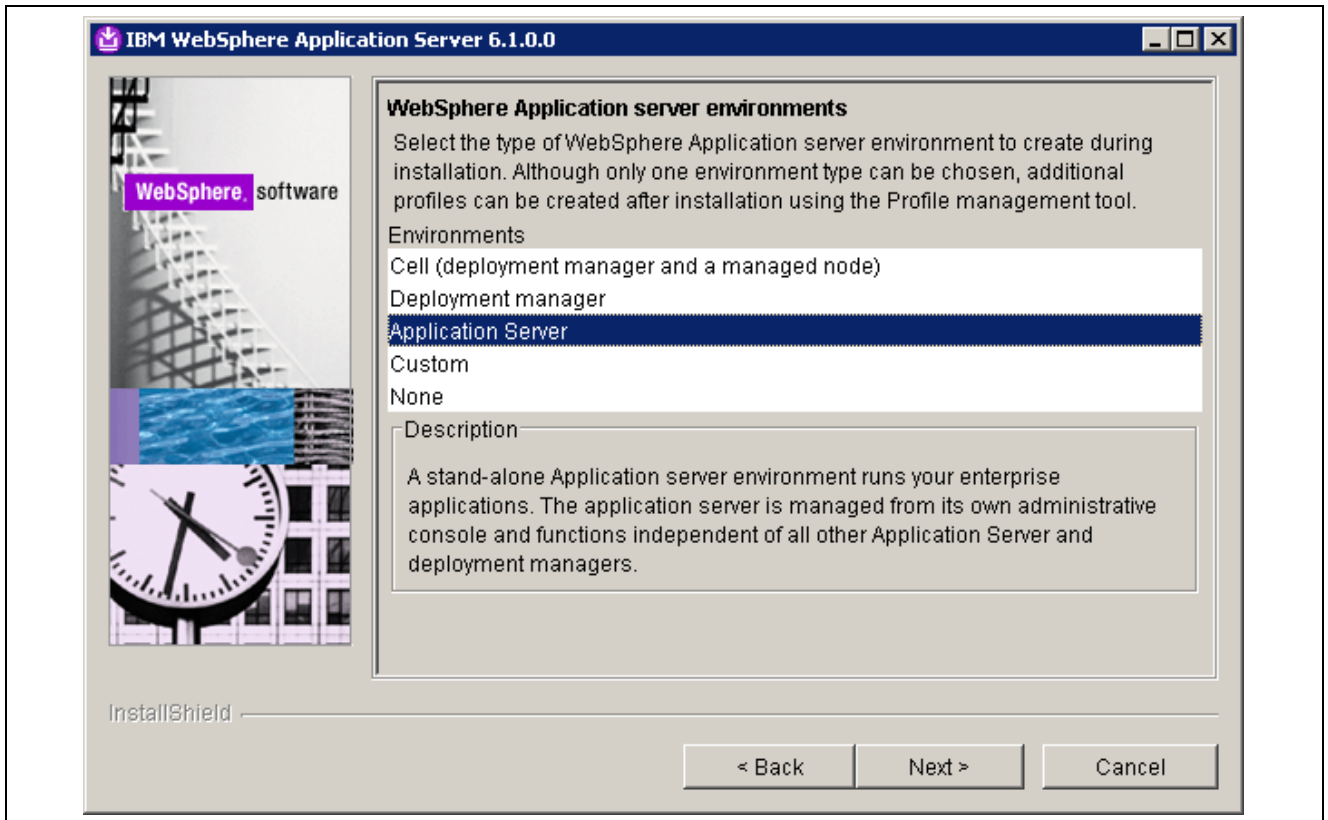 IBM WebSphere Application Server 6.1.0.0
WebSphere. software
WebSphere Application server environments
Select the type of WebSphere Application server environment to create during
installation. Although only one environment type can be chosen, additional
profiles can be created after installation using the Profile management tool.
Environments
Cell (deployment manager and a managed node)
Deployment manager
Application Server
Custom
None
Description
A stand-alone Application server environment runs your enterprise
applications. The application server is managed from its own administrative
console and functions independent of all other Application Server and
deployment managers.
InstallShield
< Back
Next >
Cancel